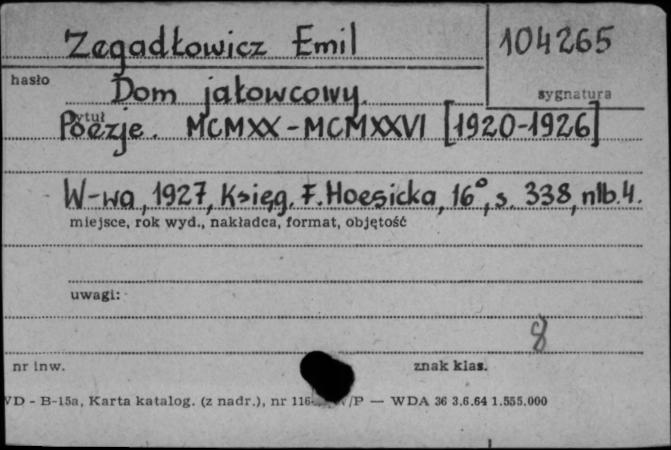 Zegadłowicz Emil
104265
hasło
sygnatura
Dom jałowcowy.
tytuł
Poezje. MCMXX - MCMXXVI [1920-1926]
W-wa, 1927, Księg. F. Hoesicka, 16°, s. 338, nlb. 4.
miejsce, rok wyd., nakładca, format, objętość
uwagi:
8
nr inw.
znak klas.
VD - B-15a, Karta katalog. (z nadr.), nr 116 V/P — WDA 36 3.6.64 1.555.000